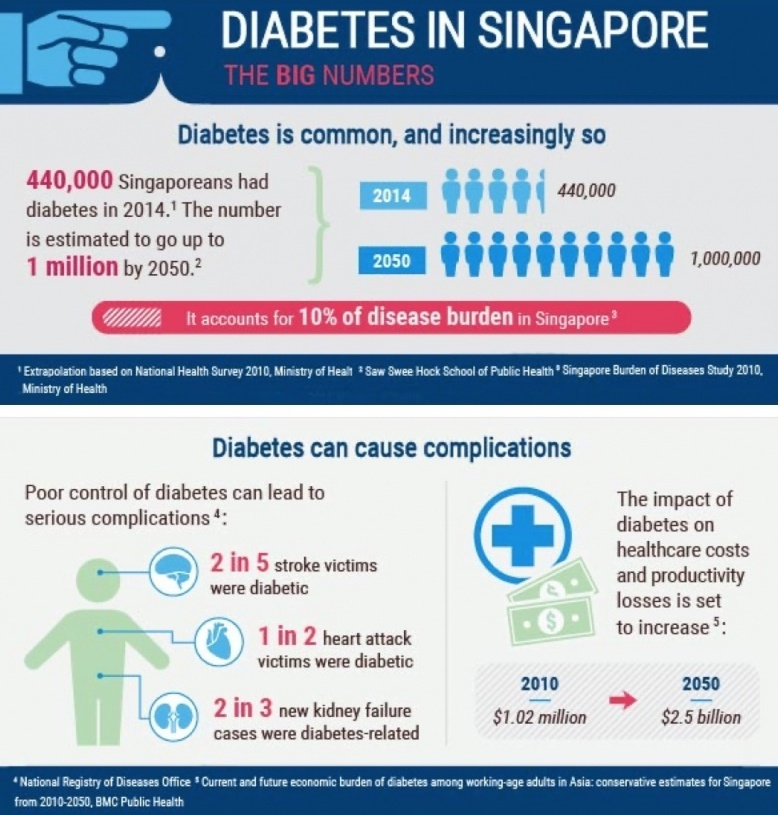 DIABETES IN SINGAPORE
THE BIG NUMBERS
Diabetes is common, and increasingly so
440,000 Singaporeans had
diabetes in 2014.¹ The number
is estimated to go up to
1 million by 2050.²
2014
440,000
2050
1,000,000
It accounts for 10% of disease burden in Singapore³
¹ Extrapolation based on National Health Survey 2010, Ministry of Healt ² Saw Swee Hock School of Public Health ³ Singapore Burden of Diseases Study 2010,
Ministry of Health
Diabetes can cause complications
Poor control of diabetes can lead to
serious complications ⁴:
2 in 5 stroke victims
were diabetic
1 in 2 heart attack
victims were diabetic
2 in 3 new kidney failure
cases were diabetes-related
$
$
The impact of
diabetes on
healthcare costs
and productivity
losses is set
to increase ⁵:
2010
$1.02 million
2050
$2.5 billion
⁴ National Registry of Diseases Office ⁵ Current and future economic burden of diabetes among working-age adults in Asia: conservative estimates for Singapore
from 2010-2050, BMC Public Health